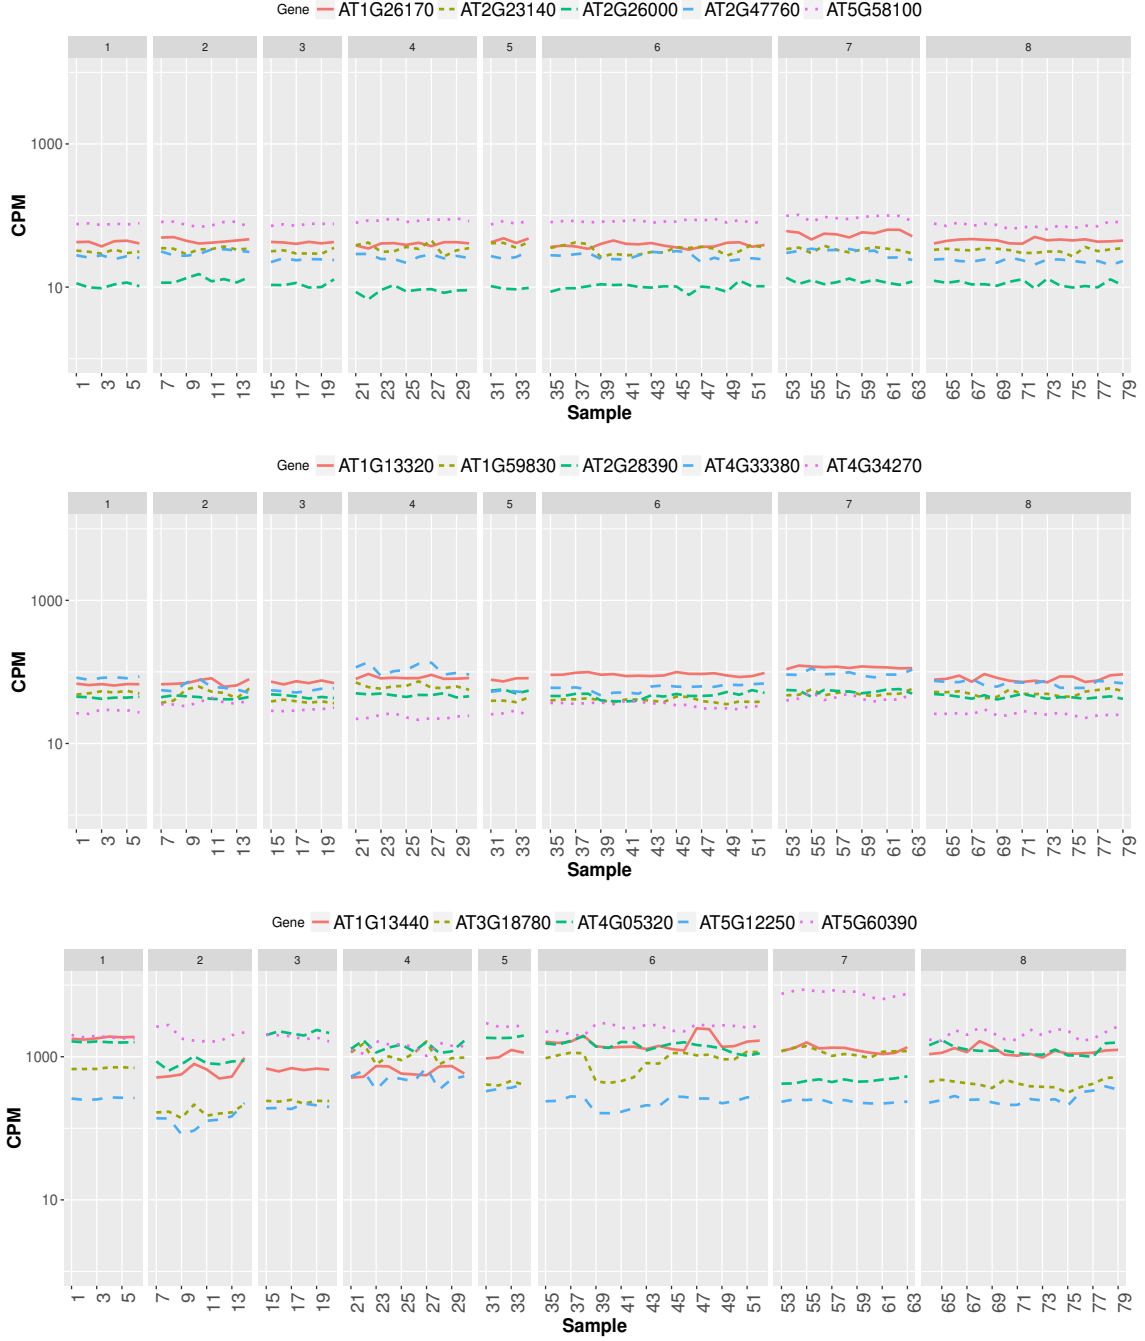 Gene AT1G26170 AT2G23140 AT2G26000 AT2G47760 AT5G58100
1 2 3 4 5 6 7 8
1000
10
CPM
1 3 5 7 9 11 13 15 17 19 21 23 25 27 29 31 33 35 37 39 41 43 45 47 49 51 53 55 57 59 61 63 65 67 69 71 73 75 77 79
Sample
Gene AT1G13320 AT1G59830 AT2G28390 AT4G33380 AT4G34270
1 2 3 4 5 6 7 8
1000
10
CPM
1 3 5 7 9 11 13 15 17 19 21 23 25 27 29 31 33 35 37 39 41 43 45 47 49 51 53 55 57 59 61 63 65 67 69 71 73 75 77 79
Sample
Gene AT1G13440 AT3G18780 AT4G05320 AT5G12250 AT5G60390
1 2 3 4 5 6 7 8
1000
10
CPM
1 3 5 7 9 11 13 15 17 19 21 23 25 27 29 31 33 35 37 39 41 43 45 47 49 51 53 55 57 59 61 63 65 67 69 71 73 75 77 79
Sample